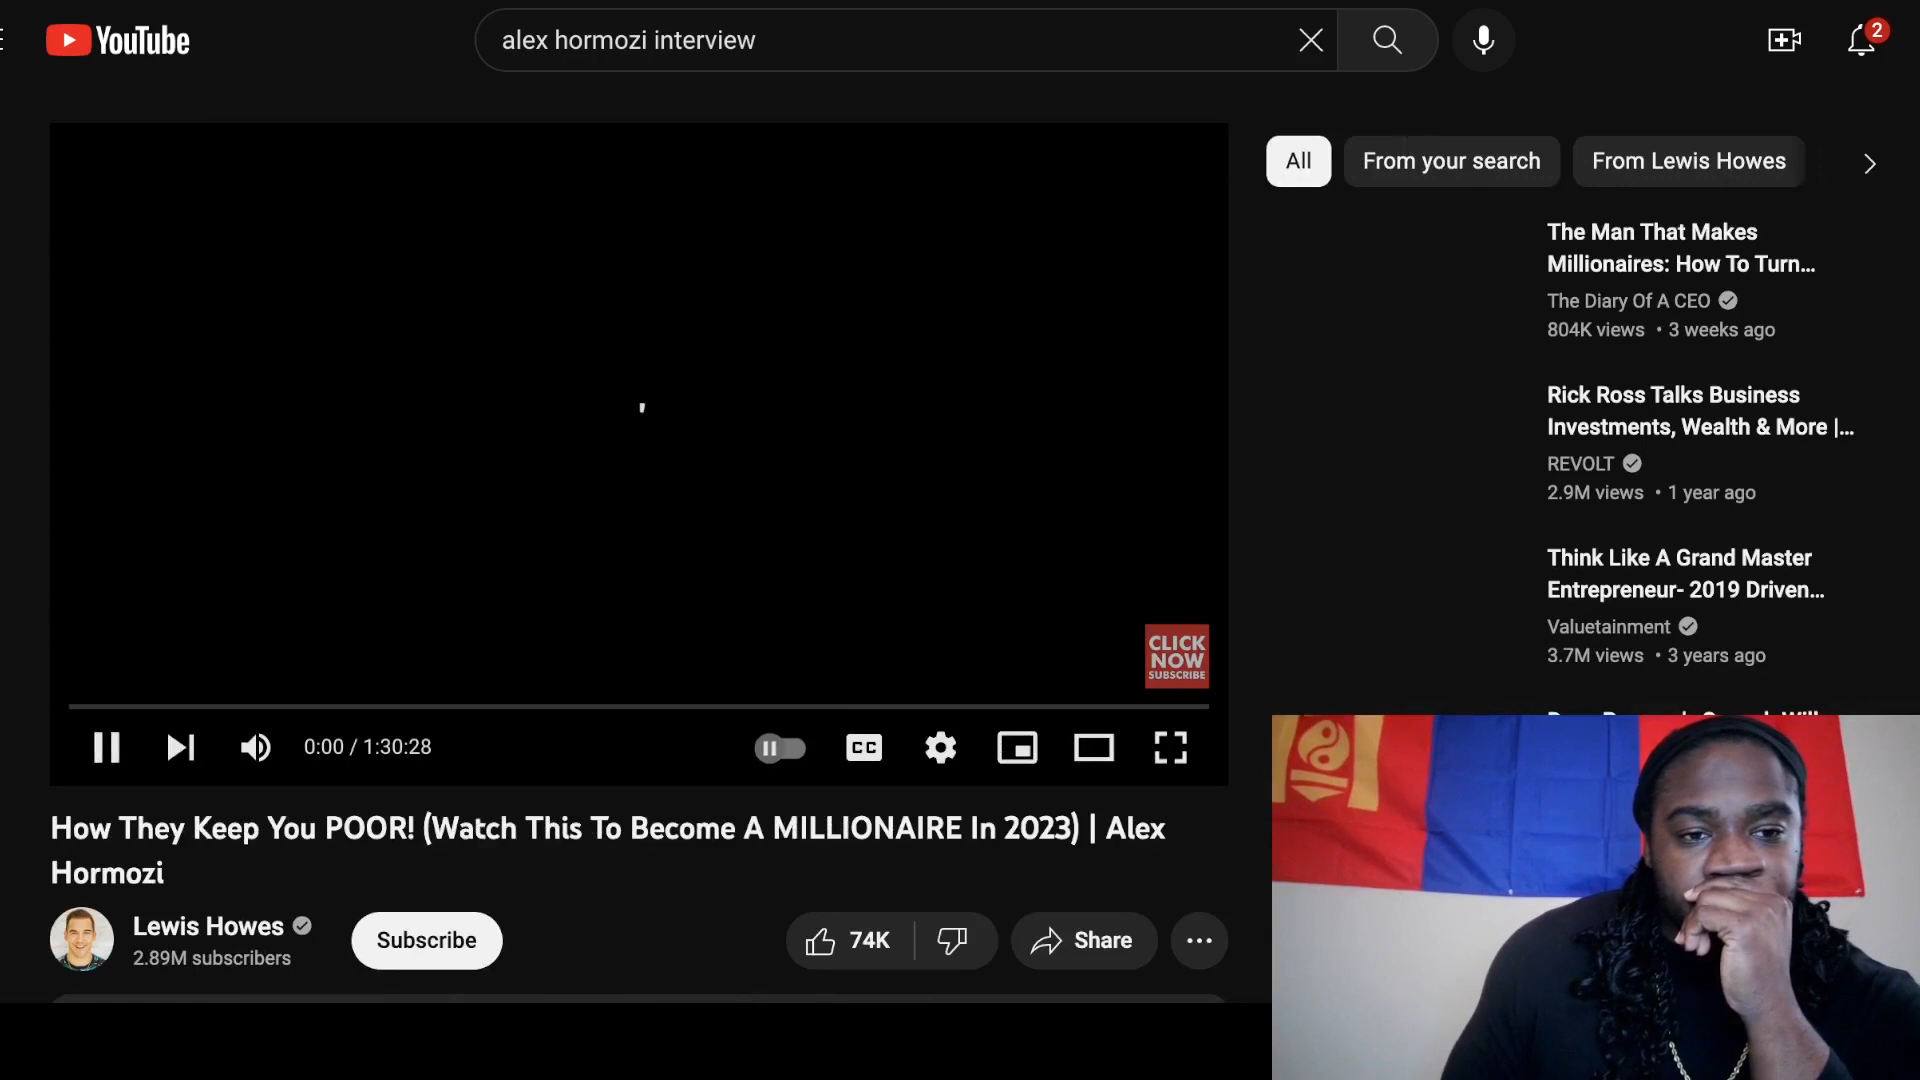 YouTube
alex hormozi interview
2
All
From your search
From Lewis Howes
The Man That Makes
Millionaires: How To Turn...
The Diary Of A CEO
804K views • 3 weeks ago
Rick Ross Talks Business
Investments, Wealth & More |...
REVOLT
2.9M views • 1 year ago
Think Like A Grand Master
Entrepreneur- 2019 Driven...
Valuetainment
3.7M views • 3 years ago
CLICK
NOW
SUBSCRIBE
0:00 / 1:30:28
CC
How They Keep You POOR! (Watch This To Become A MILLIONAIRE In 2023) | Alex
Hormozi
Lewis Howes
2.89M subscribers
Subscribe
74K
Share